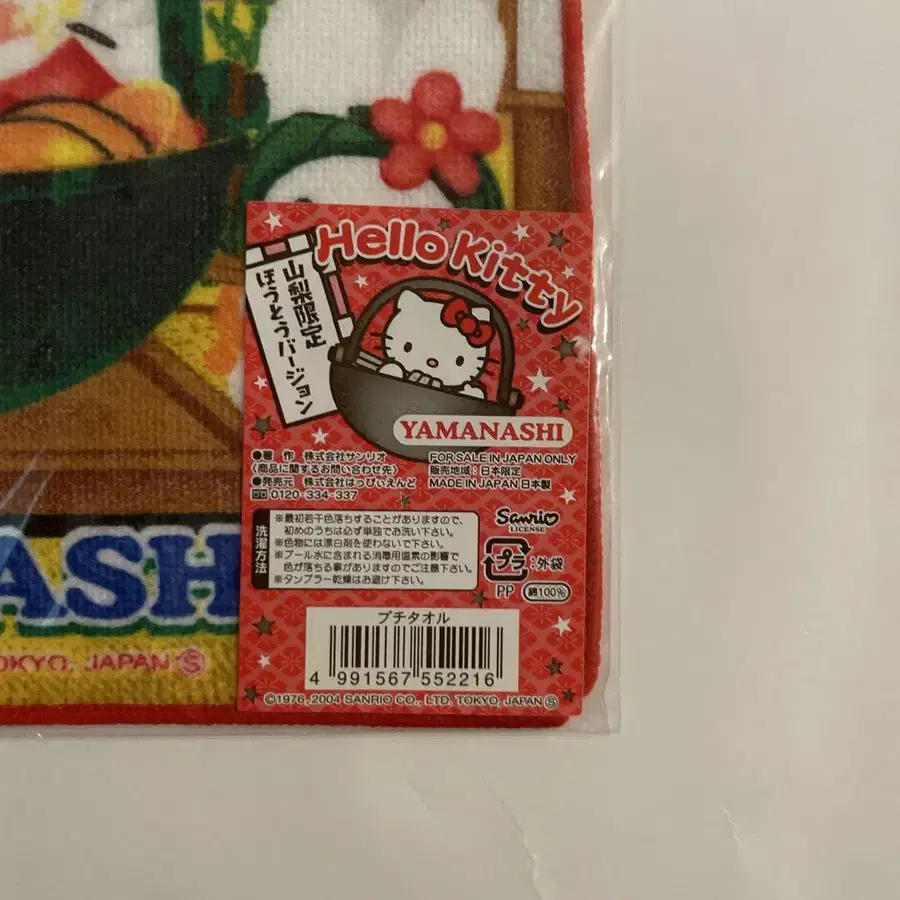 Hello Kitty
山梨限定
ほうとうバージョン
YAMANASHI
●著 作 株式会社サンリオ
〈商品に関するお問い合わせ先〉
●発売元 株式会社はっぴいえんど
0120-334-337
FOR SALE IN JAPAN ONLY
販売地域:日本限定
MADE IN JAPAN 日本製
洗濯方法
※最初若干色落ちすることがありますので、
初めのうちは必ず単独でお洗い下さい。
※色物には漂白剤を使わないで下さい。
※プール水に含まれる消毒用塩素の影響で
色が落ちる事がありますのでご注意下さい。
※タンブラー乾燥はお避け下さい。
Sanrio
LICENSE
プラ:外袋
PP
綿100%
プチタオル
4 991567 552216
©1976, 2004 SANRIO CO., LTD. TOKYO, JAPAN Ⓢ
ASH
OKYO, JAPAN Ⓢ